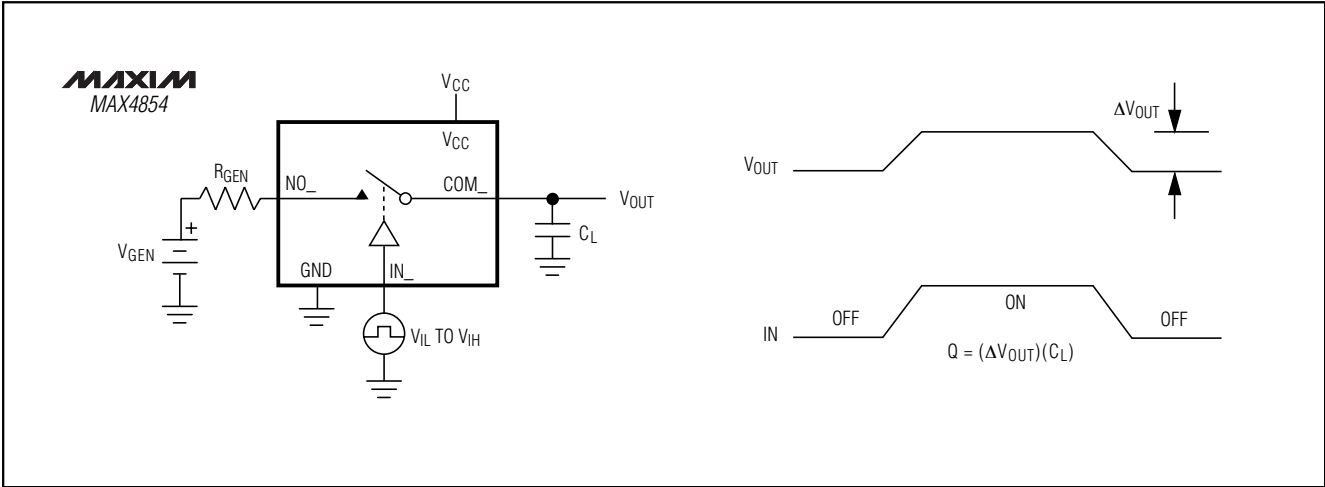 MAXIM
MAX4854
VCC
VCC
RGEN
NO_
COM_
VOUT
CL
VGEN
+
GND
IN_
VIL TO VIH
ΔVOUT
VOUT
IN
OFF
ON
OFF
Q = (ΔVOUT)(CL)